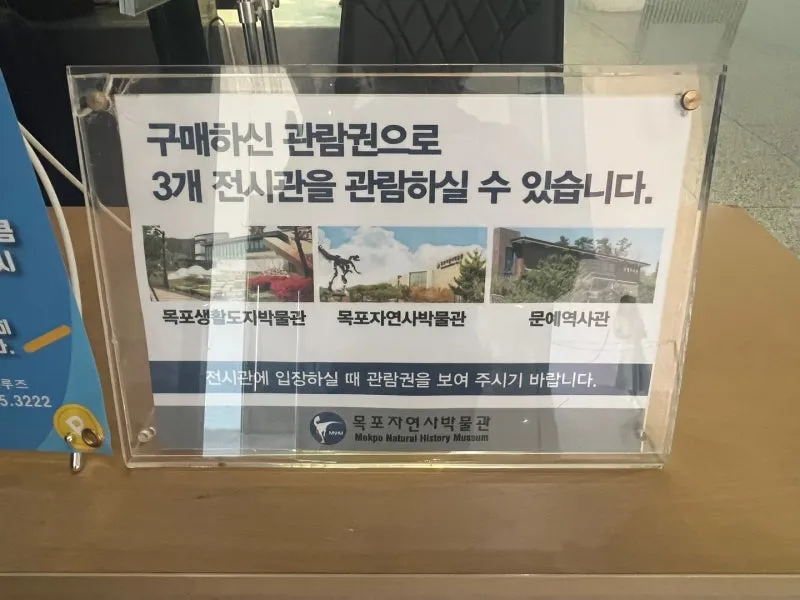 구매하신 관람권으로
3개 전시관을 관람하실 수 있습니다.
목포생활도자박물관
목포자연사박물관
문예역사관
전시관에 입장하실 때 관람권을 보여 주시기 바랍니다.
목포자연사박물관
Mokpo Natural History Museum
루즈
5.3222
P